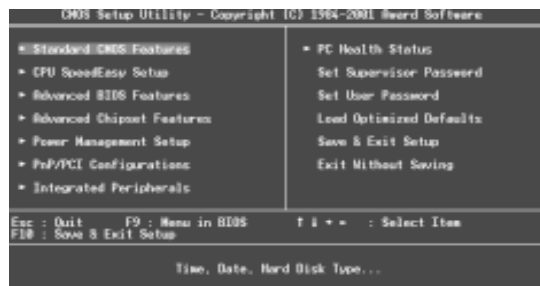 CMOS Setup Utility - Copyright (C) 1984-2001 Award Software
Standard CMOS Features
CPU SpeedEasy Setup
Advanced BIOS Features
Advanced Chipset Features
Power Management Setup
PnP/PCI Configurations
Integrated Peripherals
PC Health Status
Set Supervisor Password
Set User Password
Load Optimized Defaults
Save & Exit Setup
Exit Without Saving
Esc : Quit F9 : Menu in BIOS ↑ ↓ → ← : Select Item
F10 : Save & Exit Setup
Time, Date, Hard Disk Type...